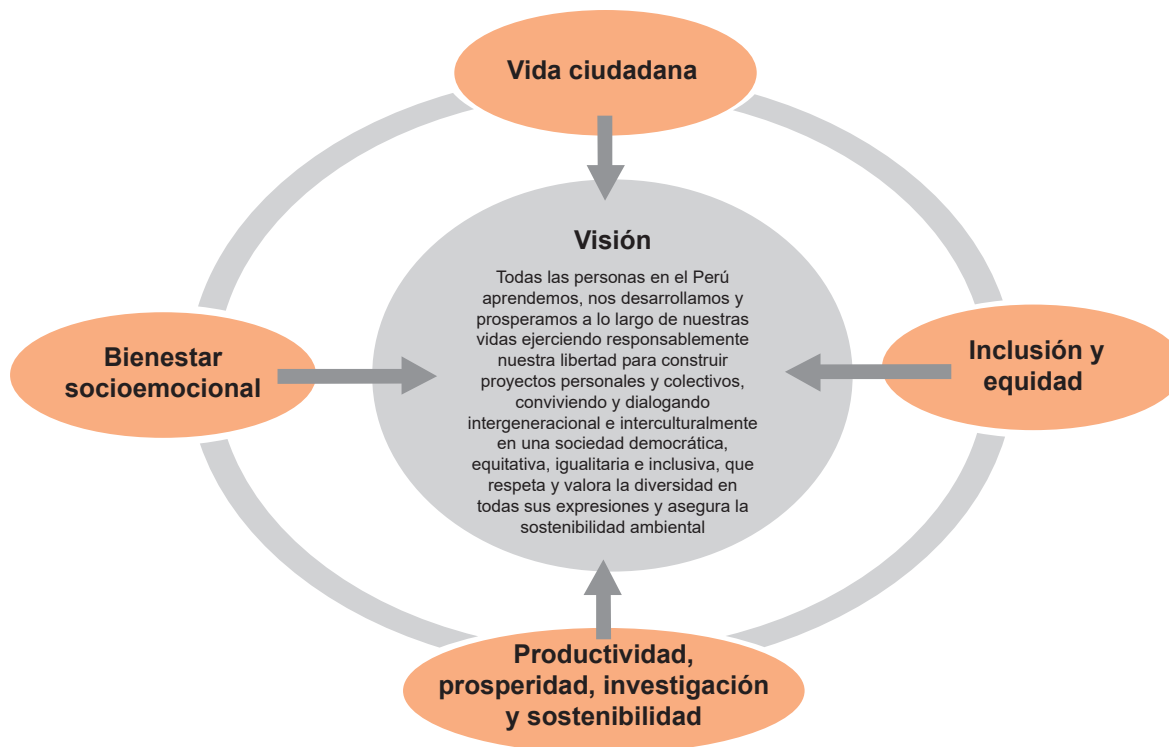 Vida ciudadana
Visión
Todas las personas en el Perú
aprendemos, nos desarrollamos y
prosperamos a lo largo de nuestras
vidas ejerciendo responsablemente
nuestra libertad para construir
proyectos personales y colectivos,
conviviendo y dialogando
intergeneracional e interculturalmente
en una sociedad democrática,
equitativa, igualitaria e inclusiva, que
respeta y valora la diversidad en
todas sus expresiones y asegura la
sostenibilidad ambiental
Bienestar
socioemocional
Inclusión y
equidad
Productividad,
prosperidad, investigación
y sostenibilidad